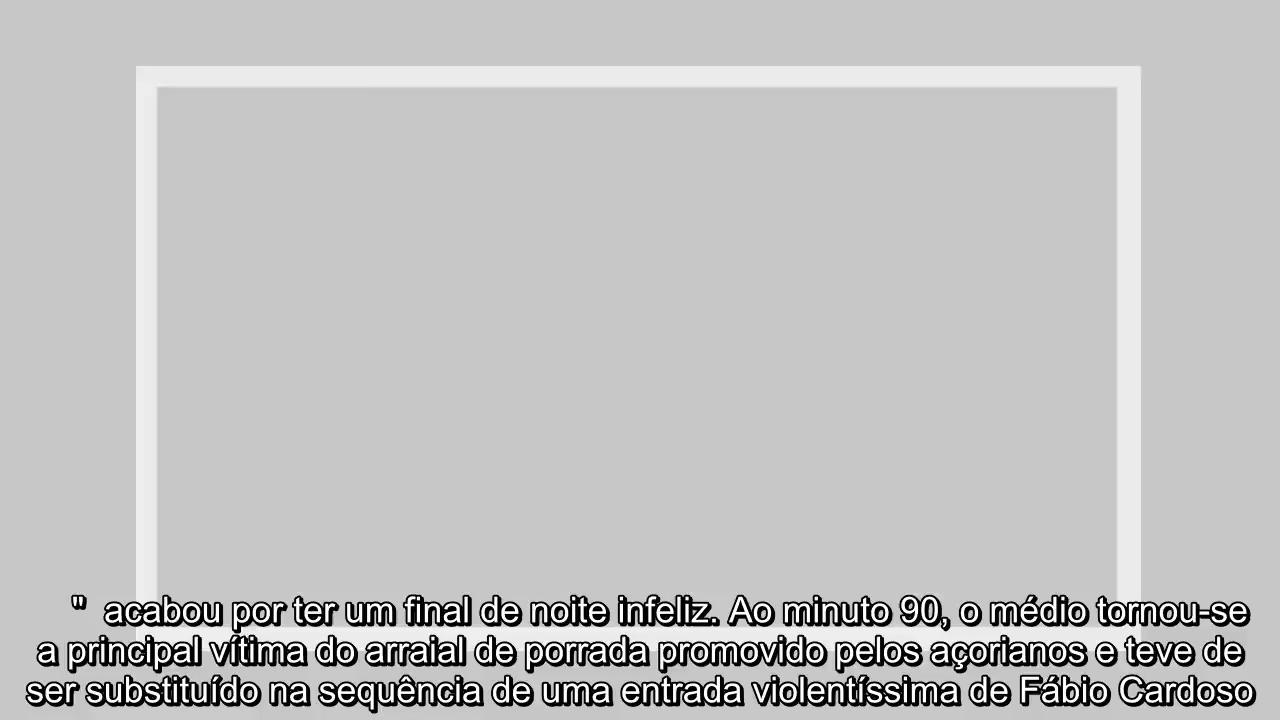 " acabou por ter um final de noite infeliz. Ao minuto 90, o médio tornou-se
a principal vítima do arraial de porrada promovido pelos açorianos e teve de
ser substituído na sequência de uma entrada violentíssima de Fábio Cardoso